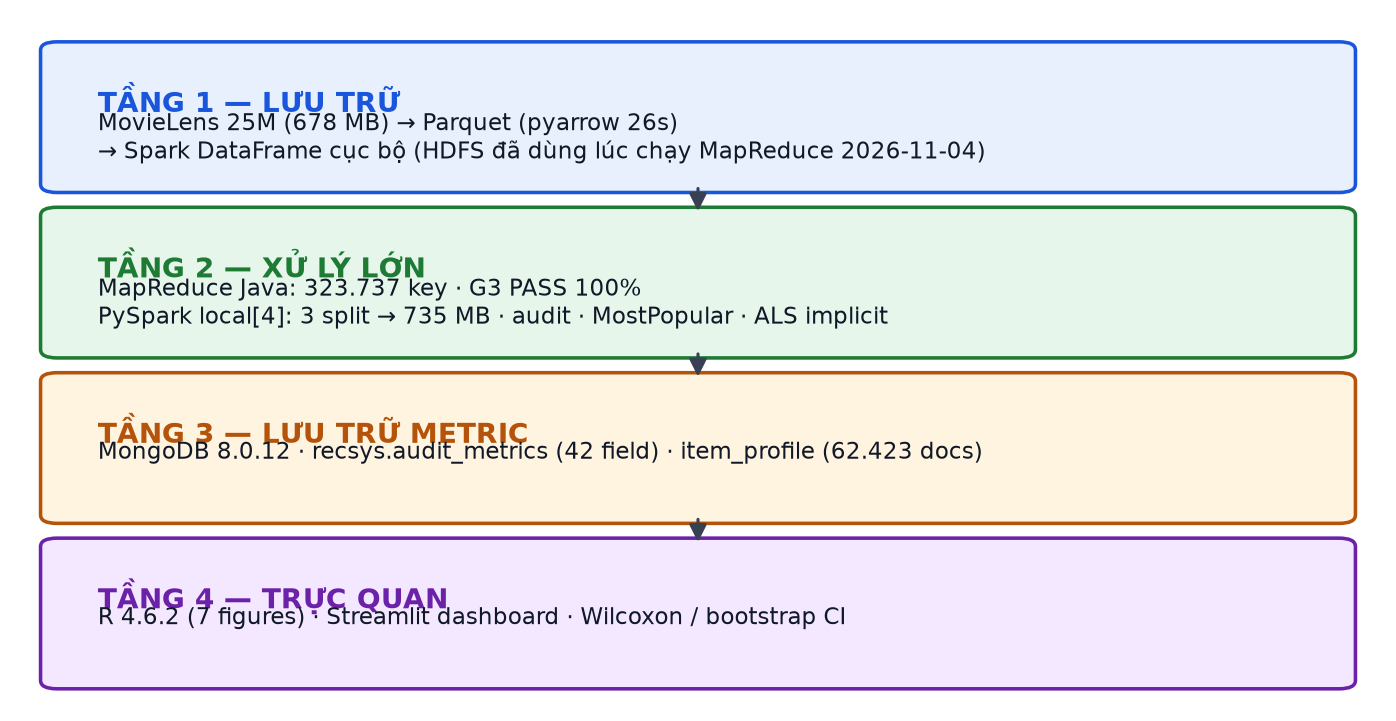 TẦNG 1 — LƯU TRỮ
MovieLens 25M (678 MB) → Parquet (pyarrow 26s)
→ Spark DataFrame cục bộ (HDFS đã dùng lúc chạy MapReduce 2026-11-04)
TẦNG 2 — XỬ LÝ LỚN
MapReduce Java: 323.737 key · G3 PASS 100%
PySpark local[4]: 3 split → 735 MB · audit · MostPopular · ALS implicit
TẦNG 3 — LƯU TRỮ METRIC
MongoDB 8.0.12 · recsys.audit_metrics (42 field) · item_profile (62.423 docs)
TẦNG 4 — TRỰC QUAN
R 4.6.2 (7 figures) · Streamlit dashboard · Wilcoxon / bootstrap CI